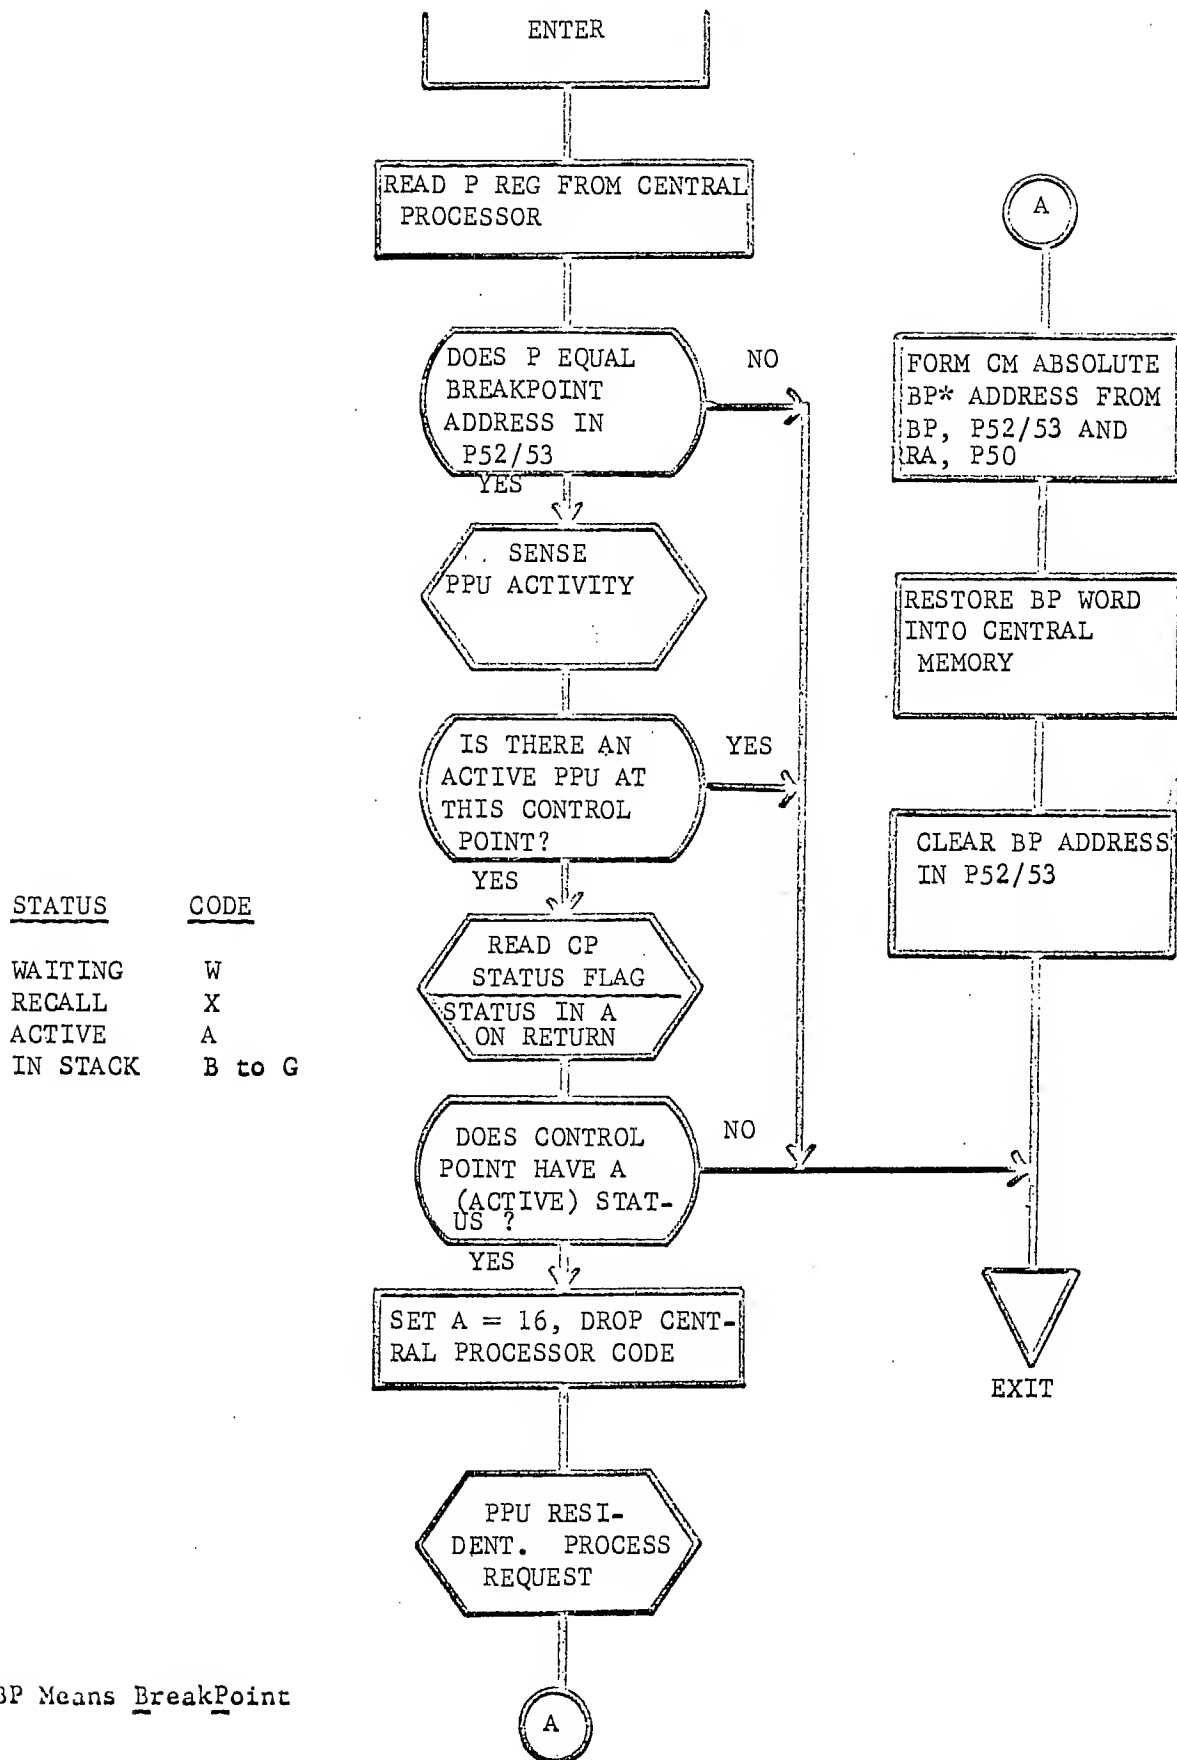 ENTER
READ P REG FROM CENTRAL
PROCESSOR
DOES P EQUAL
BREAKPOINT
ADDRESS IN
P52/53
NO
YES
SENSE
PPU ACTIVITY
IS THERE AN
ACTIVE PPU AT
THIS CONTROL
POINT?
YES
YES
READ CP
STATUS FLAG
STATUS IN A
ON RETURN
DOES CONTROL
POINT HAVE A
(ACTIVE) STAT-
US ?
NO
YES
SET A = 16, DROP CENT-
RAL PROCESSOR CODE
PPU RESI-
DENT. PROCESS
REQUEST
A
A
FORM CM ABSOLUTE
BP* ADDRESS FROM
BP, P52/53 AND
RA, P50
RESTORE BP WORD
INTO CENTRAL
MEMORY
CLEAR BP ADDRESS
IN P52/53
EXIT
STATUS CODE
WAITING W
RECALL X
ACTIVE A
IN STACK B to G
BP Means BreakPoint